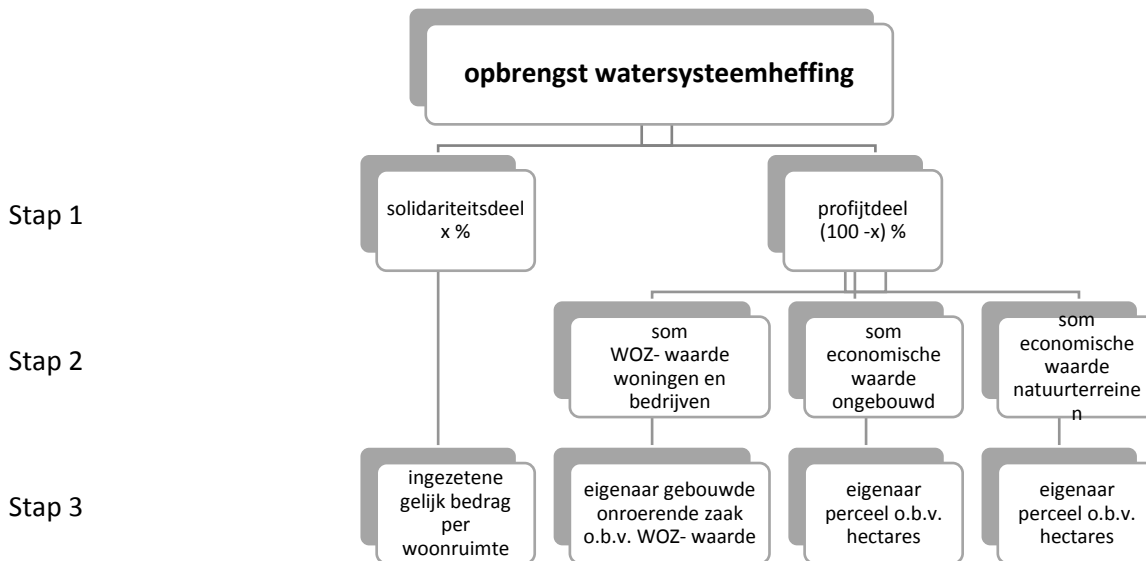 opbrengst watersysteemheffing
Stap 1
solidariteitsdeel
x %
profijtdeel
(100 -x) %
Stap 2
som
WOZ- waarde
woningen en
bedrijven
som
economische
waarde
ongebouwd
som
economische
waarde
natuurterreine
n
Stap 3
ingezetene
gelijk bedrag
per
woonruimte
eigenaar gebouwde
onroerende zaak
o.b.v. WOZ- waarde
eigenaar
perceel o.b.v.
hectares
eigenaar
perceel o.b.v.
hectares